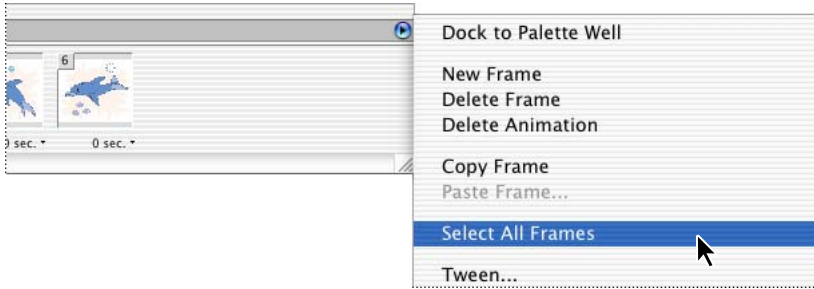 6
sec.
0 sec.
Dock to Palette Well
New Frame
Delete Frame
Delete Animation
Copy Frame
Paste Frame...
Select All Frames
Tween...